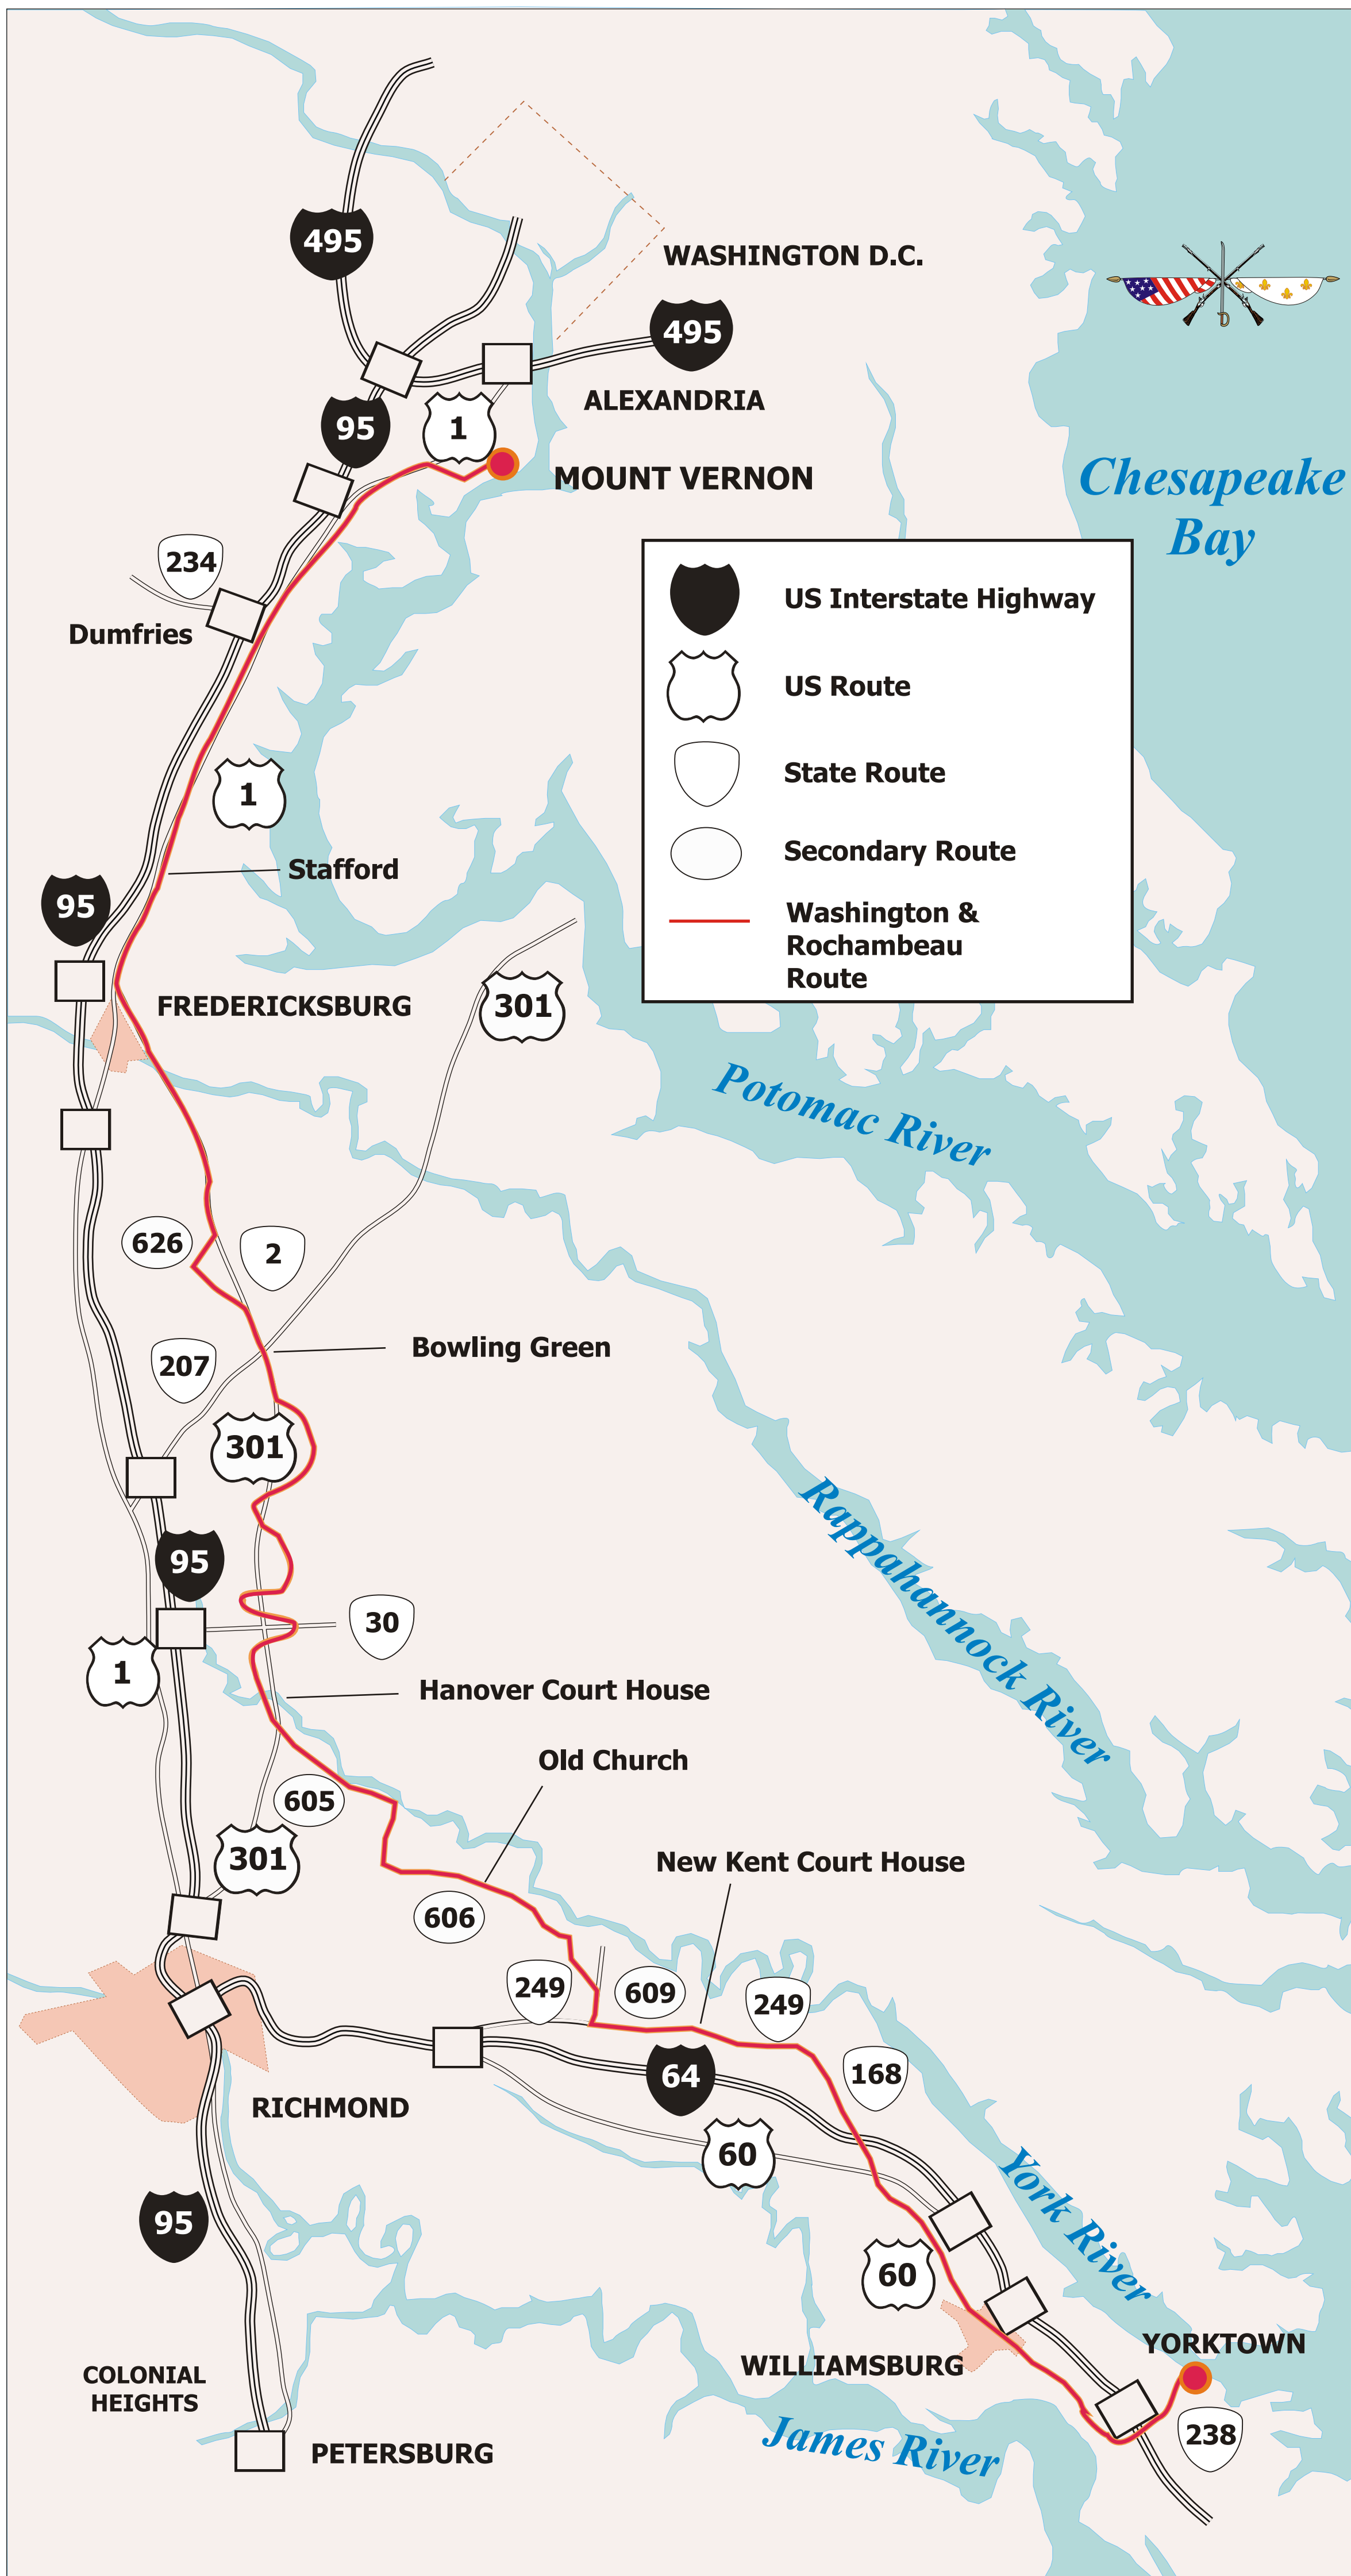 495
WASHINGTON D.C.
495
ALEXANDRIA
95
1
MOUNT VERNON
Chesapeake
Bay
234
Dumfries
US Interstate Highway
US Route
State Route
Secondary Route
Washington &
Rochambeau
Route
1
Stafford
95
FREDERICKSBURG
301
Potomac River
626
2
Bowling Green
207
301
Rappahannock River
95
30
1
Hanover Court House
Old Church
605
301
New Kent Court House
606
249
609
249
64
168
RICHMOND
60
York River
95
60
YORKTOWN
WILLIAMSBURG
COLONIAL
HEIGHTS
James River
238
PETERSBURG